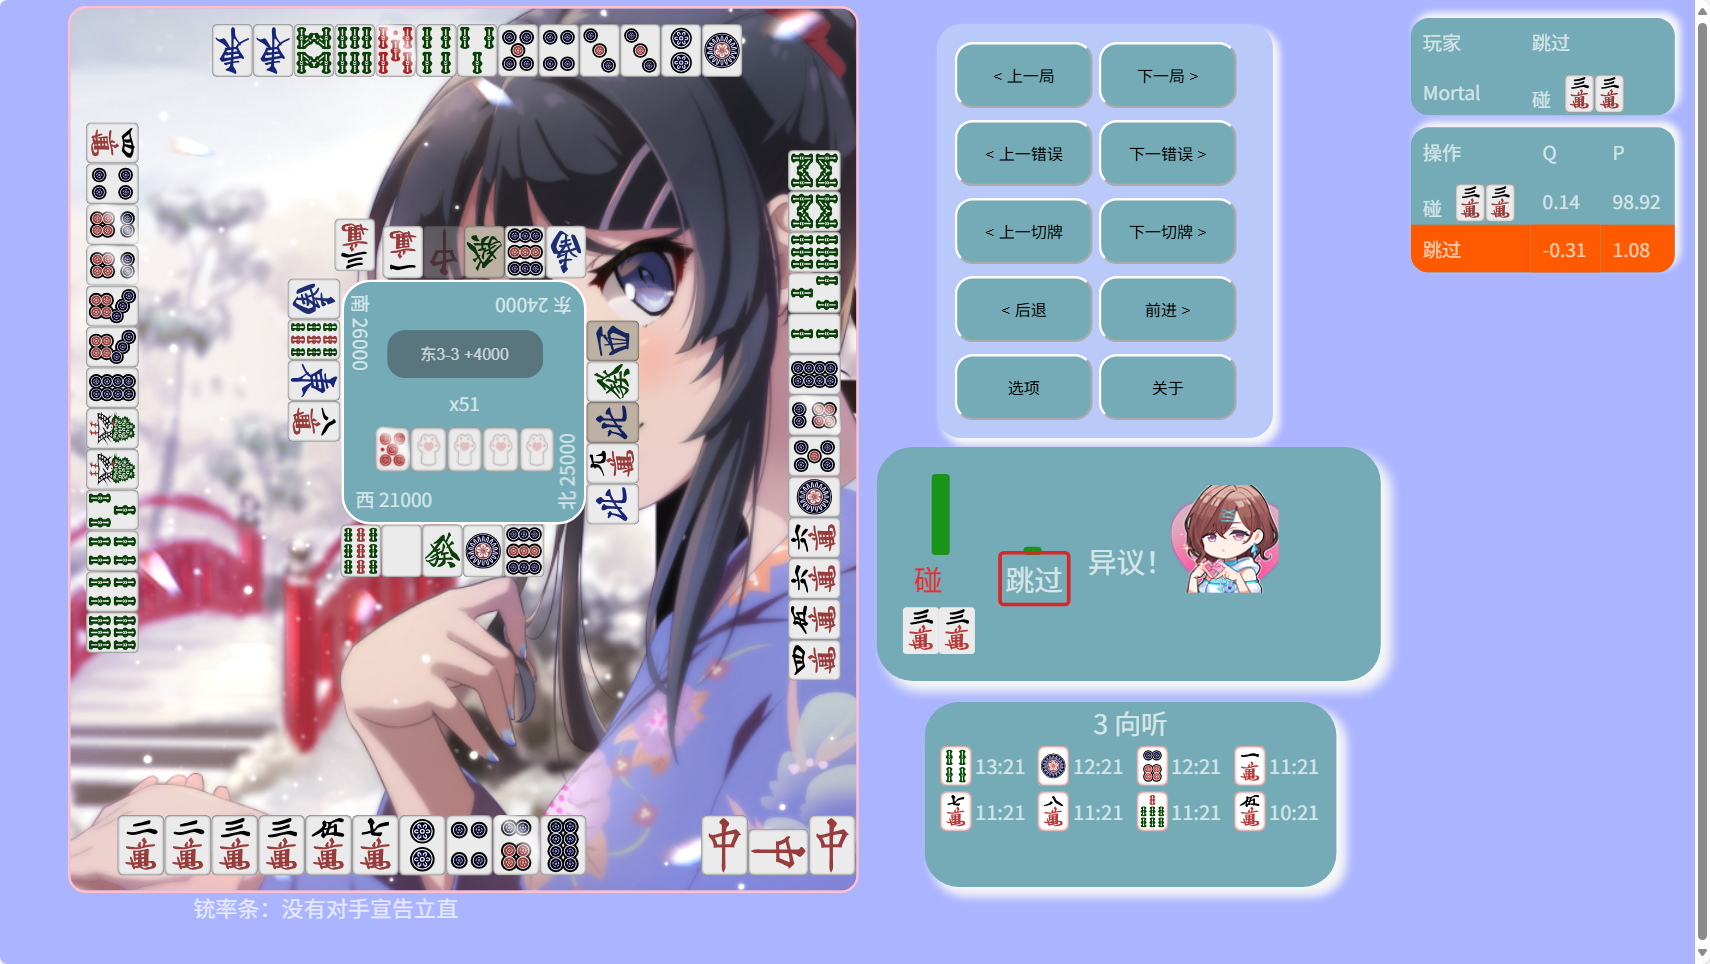 南 26000
东 24000
东3-3 +4000
x51
西 21000
北 25000
铳率条：没有对手宣告立直
< 上一局
下一局 >
< 上一错误
下一错误 >
< 上一切牌
下一切牌 >
< 后退
前进 >
选项
关于
碰
跳过
异议！
3 向听
13:21
12:21
12:21
11:21
11:21
11:21
11:21
10:21
玩家 跳过
Mortal 碰
操作 Q P
碰 0.14 98.92
跳过 -0.31 1.08